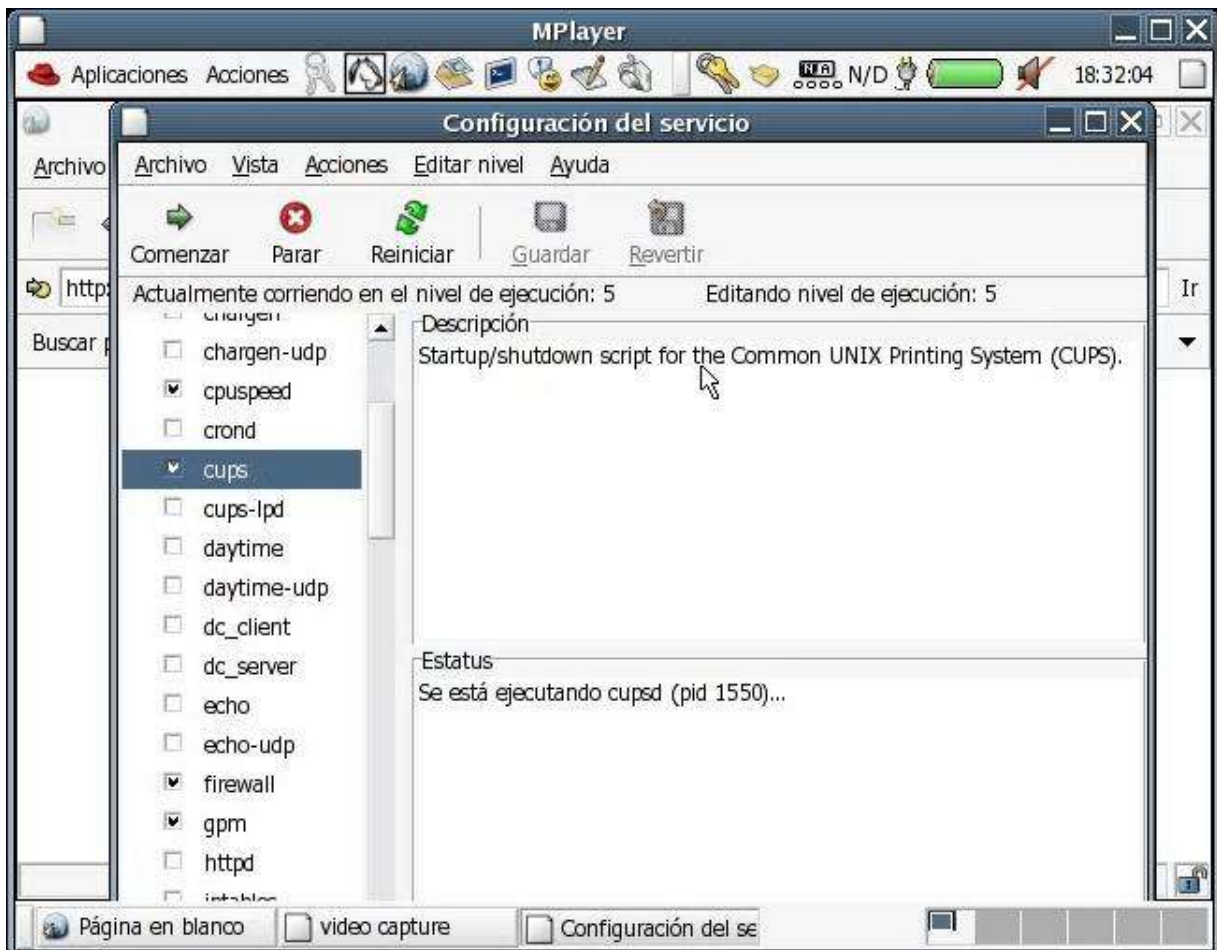 MPlayer
Aplicaciones Acciones N/D 18:32:04
Configuración del servicio
Archivo
Archivo Vista Acciones Editar nivel Ayuda
Comenzar Parar Reiniciar Guardar Revertir
http:
Ir
Actualmente corriendo en el nivel de ejecución: 5 Editando nivel de ejecución: 5
Buscar
chargen
chargen-udp
cpuspeed
crond
cups
cups-lpd
daytime
daytime-udp
dc_client
dc_server
echo
echo-udp
firewall
gpm
httpd
iptables
Descripción
Startup/shutdown script for the Common UNIX Printing System (CUPS).
Estatus
Se está ejecutando cupsd (pid 1550)...
Página en blanco video capture Configuración del se